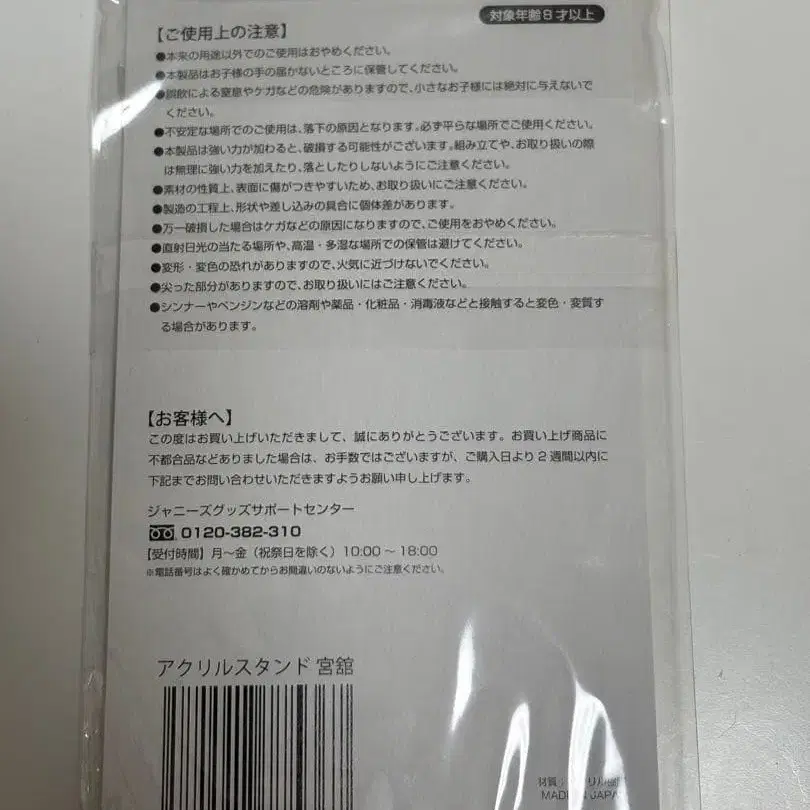 対象年齢8才以上
【ご使用上の注意】
●本来の用途以外でのご使用はおやめください。
●本製品はお子様の手の届かないところに保管してください。
●誤飲による窒息やケガなどの危険がありますので、小さなお子様には絶対に与えないで
ください。
●不安定な場所でのご使用は、落下の原因となります。必ず平らな場所でご使用ください。
●本製品は強い力が加わると、破損する可能性がございます。組み立てや、お取り扱いの際
は無理に強い力を加えたり、落としたりしないようにご注意ください。
●素材の性質上、表面に傷がつきやすいため、お取り扱いにご注意ください。
●製造の工程上、形状や差し込みの具合に個体差があります。
●万一破損した場合はケガなどの原因になりますので、ご使用をおやめください。
●直射日光の当たる場所や、高温・多湿な場所での保管は避けてください。
●変形・変色の恐れがありますので、火気に近づけないでください。
●尖った部分がありますので、お取り扱いにはご注意ください。
●シンナーやベンジンなどの溶剤や薬品・化粧品・消毒液などと接触すると変色・変質す
る場合があります。
【お客様へ】
この度はお買い上げいただきまして、誠にありがとうございます。お買い上げ商品に
不都合品などありました場合は、お手数ではございますが、ご購入日より2週間以内に
下記までお問い合わせいただきますようお願い申し上げます。
ジャニーズグッズサポートセンター
0120-382-310
【受付時間】月〜金（祝祭日を除く）10:00〜18:00
※電話番号はよく確かめてからお間違いのないようにご注意ください。
アクリルスタンド 宮舘
材質：
MADE IN JAPAN